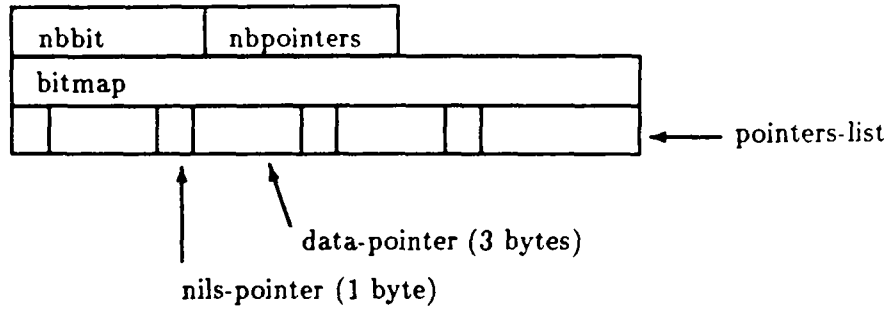 nbbit nbpointers
bitmap
pointers-list
data-pointer (3 bytes)
nils-pointer (1 byte)